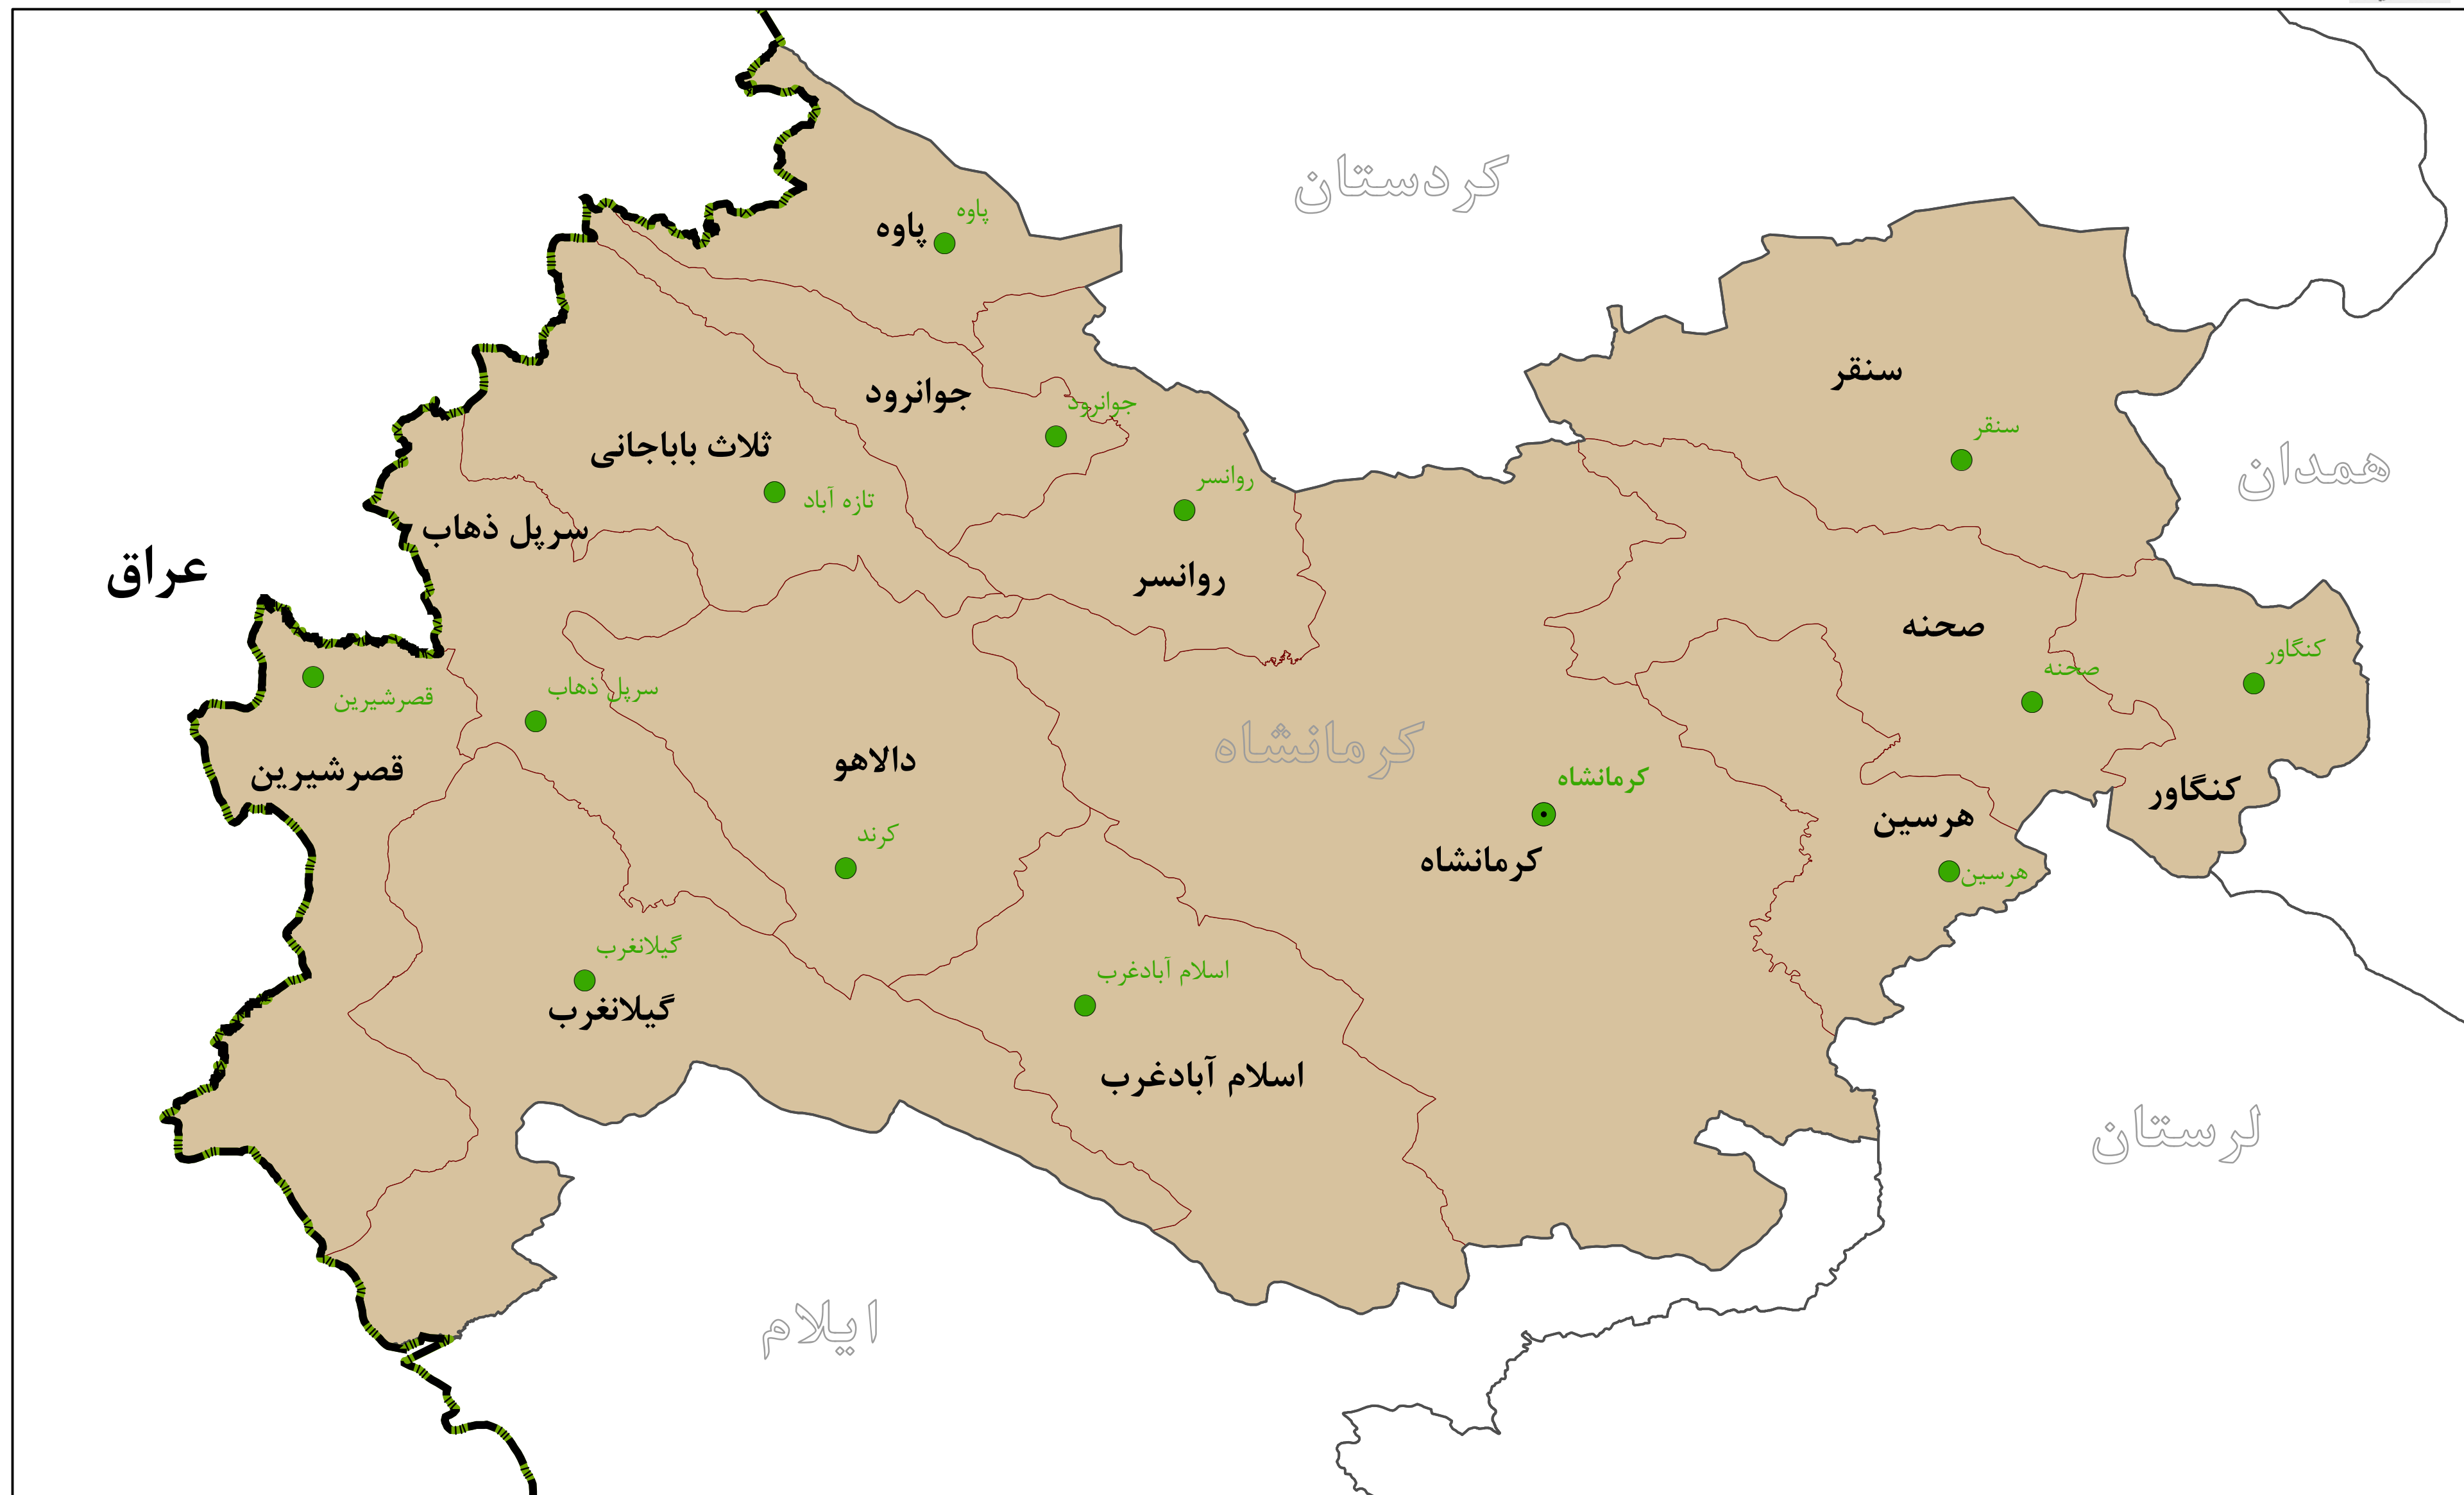 کردستان
پاوه
پاوه
سنقر
سنقر
همدان
جوانرود
جوانرود
ثلاث باباجانی
تازه آباد
روانسر
روانسر
سرپل ذهاب
سرپل ذهاب
عراق
صحنه
صحنه
کنگاور
کنگاور
قصرشیرین
قصرشیرین
دالاهو
کرند
کرمانشاه
کرمانشاه
کرمانشاه
هرسین
هرسین
گیلانغرب
گیلانغرب
اسلام آبادغرب
اسلام آبادغرب
لرستان
ایلام